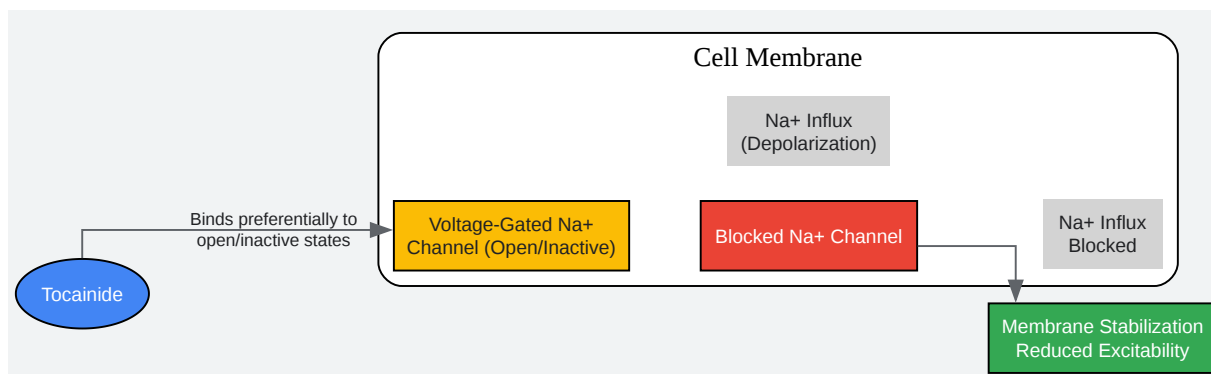 Cell Membrane
Na+ Influx
(Depolarization)
Binds preferentially to
open/inactive states
Voltage-Gated Na+
Channel (Open/Inactive)
Blocked Na+ Channel
Na+ Influx
Blocked
Tocainide
Membrane Stabilization
Reduced Excitability